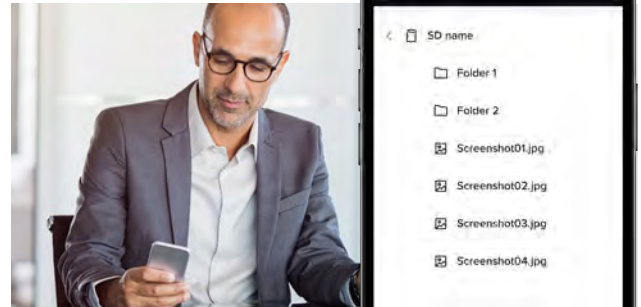 SD name
Folder 1
Folder 2
Screenshot01.jpg
Screenshot02.jpg
Screenshot03.jpg
Screenshot04.jpg